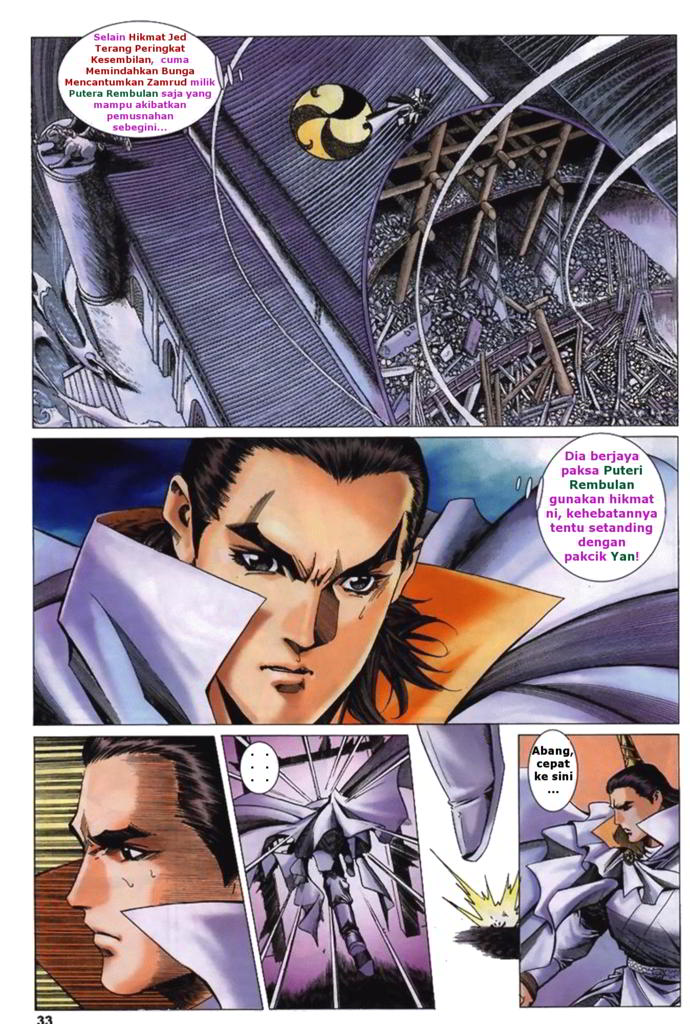 Selain Hikmat Jed
Terang Peringkat
Kesembilan, cuma
Memindahkan Bunga
Mencantumkan Zamrud milik
Putera Rembulan saja yang
mampu akibatkan
pemusnahan
sebegini...
Dia berjaya
paksa Puteri
Rembulan
gunakan hikmat
ni, kehebatannya
tentu setanding
dengan
pakcik Yan!
Abang,
cepat
ke sini
...
33